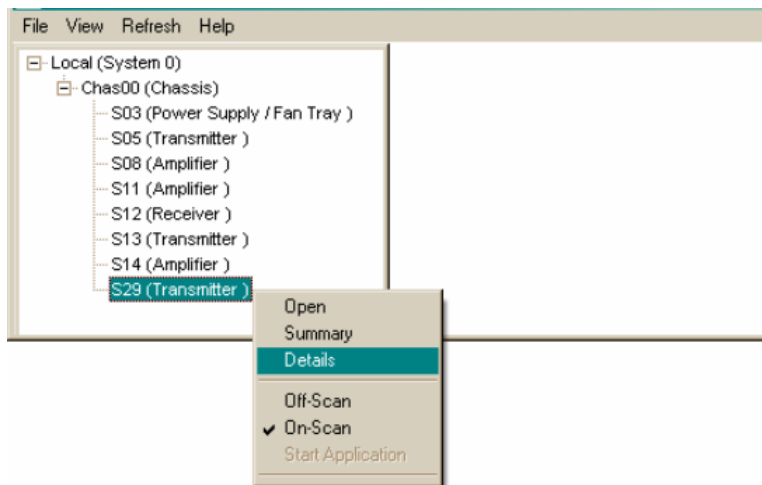 File View Refresh Help
Local (System 0)
Chas00 (Chassis)
S03 (Power Supply / Fan Tray )
S05 (Transmitter )
S08 (Amplifier )
S11 (Amplifier )
S12 (Receiver )
S13 (Transmitter )
S14 (Amplifier )
S29 (Transmitter )
Open
Summary
Details
Off-Scan
On-Scan
Start Application